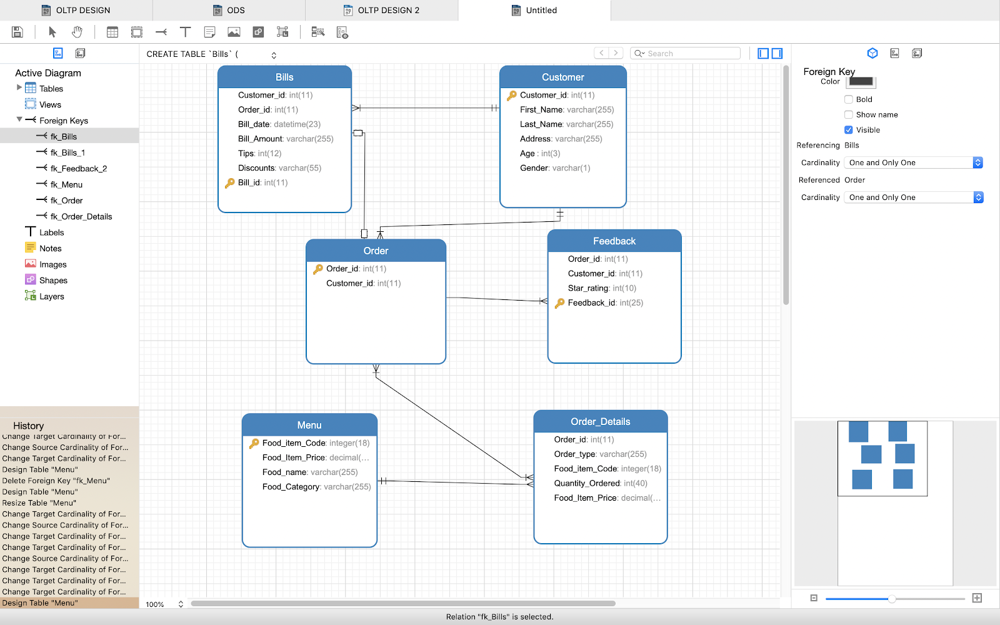 OLTP DESIGN
ODS
OLTP DESIGN 2
Untitled
CREATE TABLE `Bills` (
Search
Active Diagram
Tables
Views
Foreign Keys
fk_Bills
fk_Bills_1
fk_Feedback_2
fk_Menu
fk_Order
fk_Order_Details
Labels
Notes
Images
Shapes
Layers
History
Change Target Cardinality of For...
Change Source Cardinality of For...
Change Target Cardinality of For...
Design Table "Menu"
Delete Foreign Key "fk_Menu"
Design Table "Menu"
Resize Table "Menu"
Change Target Cardinality of For...
Change Source Cardinality of For...
Change Target Cardinality of For...
Change Target Cardinality of For...
Change Source Cardinality of For...
Change Target Cardinality of For...
Change Target Cardinality of For...
Change Target Cardinality of For...
Design Table "Menu"
Bills
Customer_id: int(11)
Order_id: int(11)
Bill_date: datetime(23)
Bill_Amount: varchar(255)
Tips: int(12)
Discounts: varchar(55)
Bill_id: int(11)
Customer
Customer_id: int(11)
First_Name: varchar(255)
Last_Name: varchar(255)
Address: varchar(255)
Age : int(3)
Gender: varchar(1)
Order
Order_id: int(11)
Customer_id: int(11)
Feedback
Order_id: int(11)
Customer_id: int(11)
Star_rating: int(10)
Feedback_id: int(25)
Menu
Food_item_Code: integer(18)
Food_Item_Price: decimal(...
Food_name: varchar(255)
Food_Category: varchar(255)
Order_Details
Order_id: int(11)
Order_type: varchar(255)
Food_item_Code: integer(18)
Quantity_Ordered: int(40)
Food_Item_Price: decimal(...
100%
Foreign Key
Color
Bold
Show name
Visible
Referencing Bills
Cardinality One and Only One
Referenced Order
Cardinality One and Only One
Relation "fk_Bills" is selected.